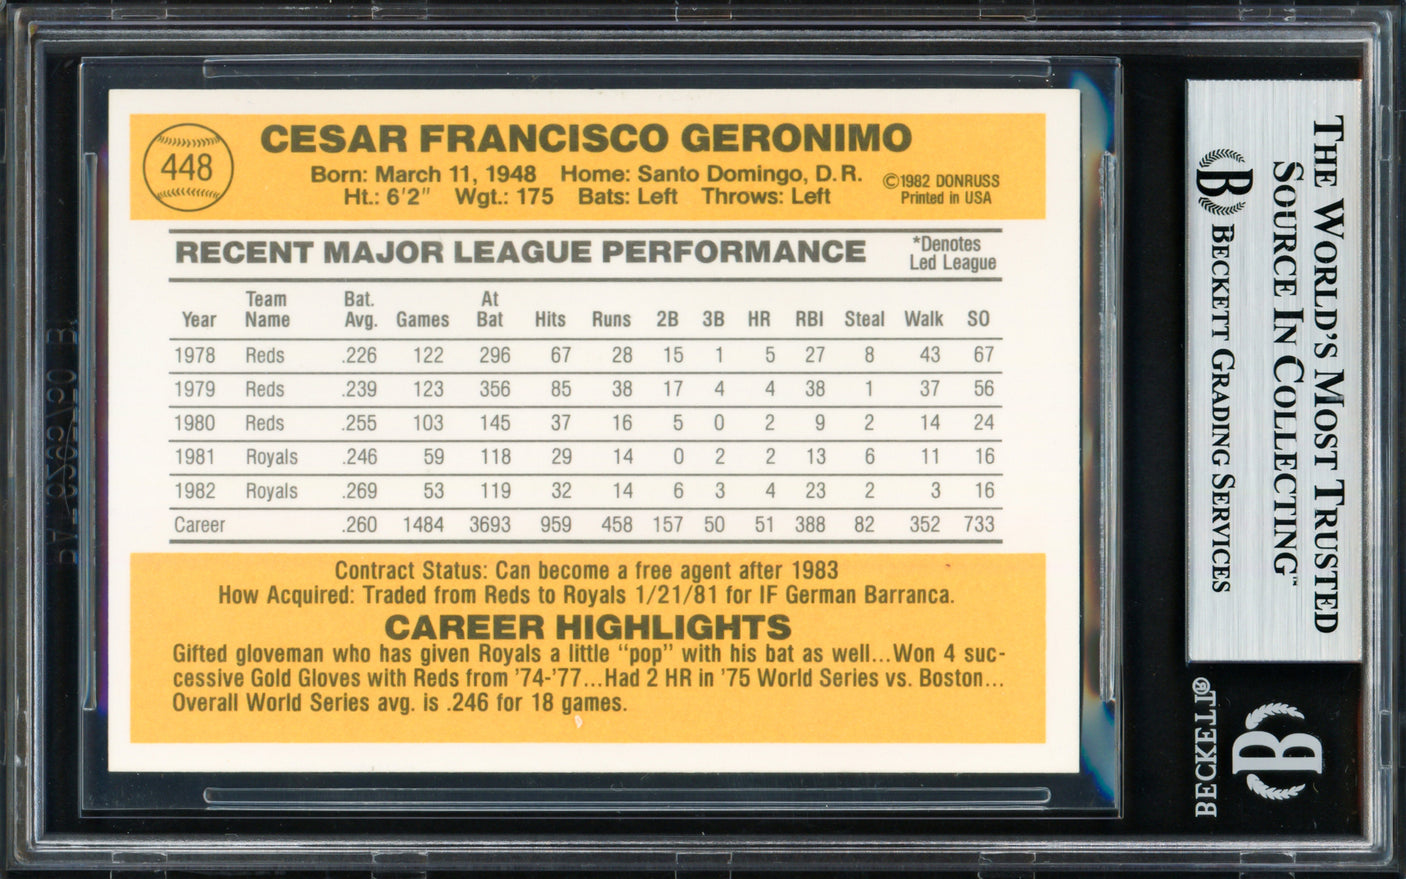 448
CESAR FRANCISCO GERONIMO
Born: March 11, 1948 Home: Santo Domingo, D.R.
Ht.: 6'2" Wgt.: 175 Bats: Left Throws: Left
©1982 DONRUSS
Printed in USA
RECENT MAJOR LEAGUE PERFORMANCE
*Denotes
Led League
Year Team Name Bat. Avg. Games At Bat Hits Runs 2B 3B HR RBI Steal Walk SO
1978 Reds .226 122 296 67 28 15 1 5 27 8 43 67
1979 Reds .239 123 356 85 38 17 4 4 38 1 37 56
1980 Reds .255 103 145 37 16 5 0 2 9 2 14 24
1981 Royals .246 59 118 29 14 0 2 2 13 6 11 16
1982 Royals .269 53 119 32 14 6 3 4 23 2 3 16
Career .260 1484 3693 959 458 157 50 51 388 82 352 733
Contract Status: Can become a free agent after 1983
How Acquired: Traded from Reds to Royals 1/21/81 for IF German Barranca.
CAREER HIGHLIGHTS
Gifted gloveman who has given Royals a little "pop" with his bat as well...Won 4 suc-
cessive Gold Gloves with Reds from '74-'77...Had 2 HR in '75 World Series vs. Boston...
Overall World Series avg. is .246 for 18 games.
THE WORLD'S MOST TRUSTED
SOURCE IN COLLECTING™
B BECKETT GRADING SERVICES
BECKETT®
B